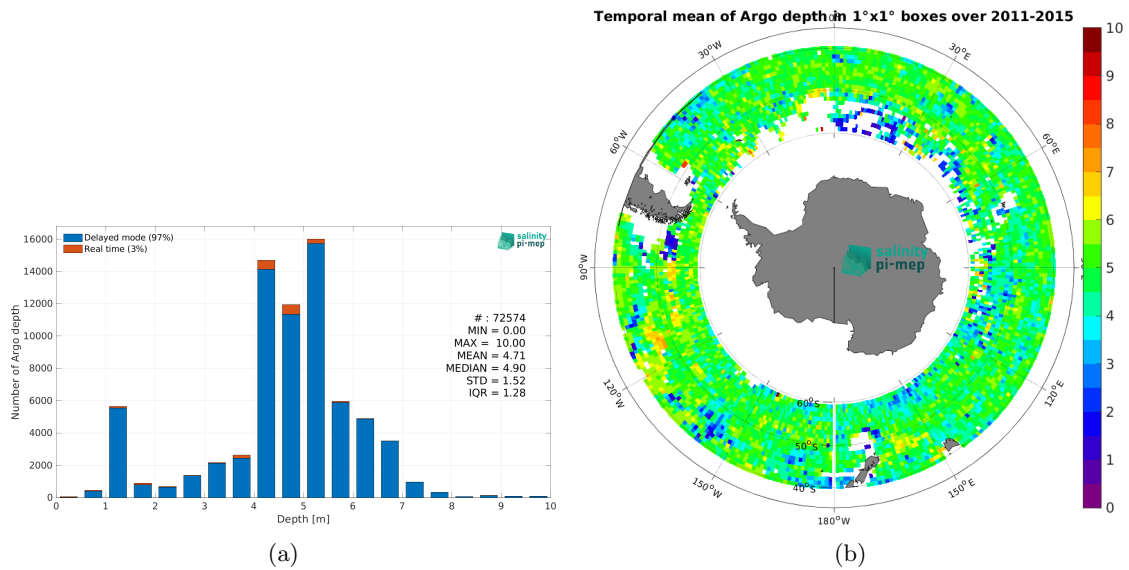 Delayed mode (97%)
Real time (3%)
salinity
pi-mep
# : 72574
MIN = 0.00
MAX = 10.00
MEAN = 4.71
MEDIAN = 4.90
STD = 1.52
IQR = 1.28
Number of Argo depth
16000
14000
12000
10000
8000
6000
4000
2000
0
0 1 2 3 4 5 6 7 8 9 10
Depth [m]
(a)
Temporal mean of Argo depth in 1°x1° boxes over 2011-2015
30°W
30°E
60°W
60°E
90°W
120°W
120°E
150°W
150°E
180°W
60°S
50°S
40°S
salinity
pi-mep
10
9
8
7
6
5
4
3
2
1
0
(b)